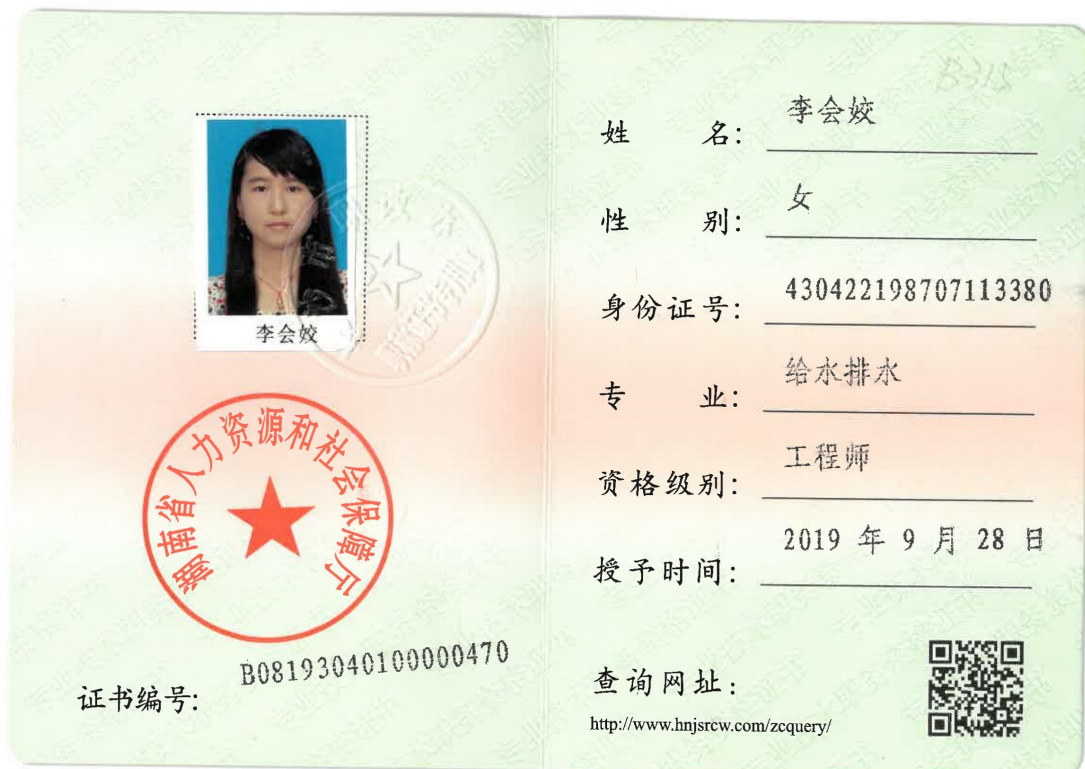 李会姣
湖南省人力资源和社会保障厅
证书编号: B08193040100000470
B315
姓 名: 李会姣
性 别: 女
身份证号: 430422198707113380
专 业: 给水排水
资格级别: 工程师
授予时间: 2019 年 9 月 28 日
查询网址:
http://www.hnjsrcw.com/zcquery/